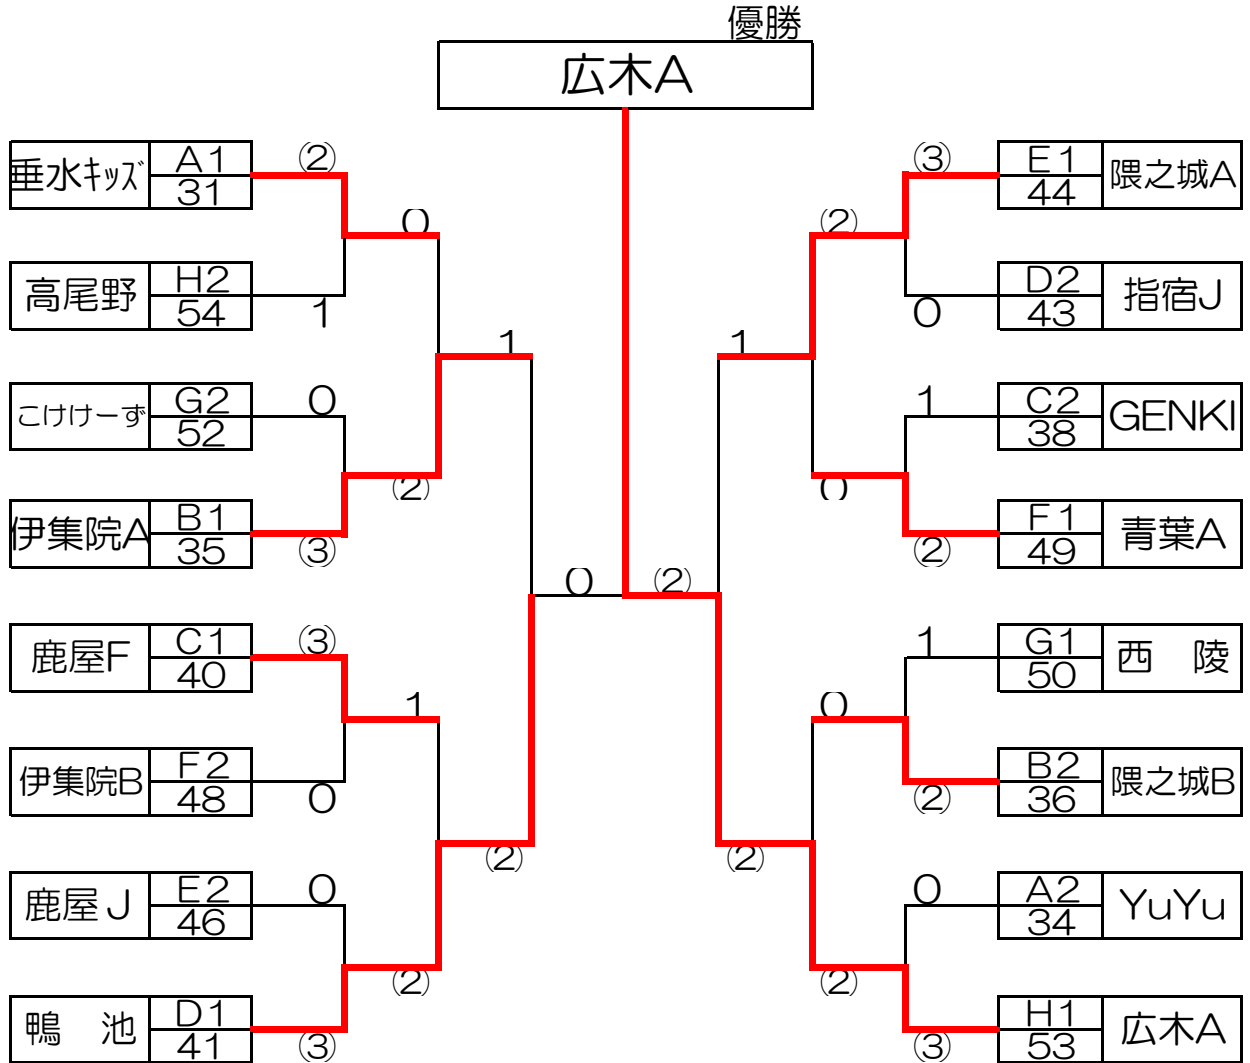 優勝
広木A
垂水キッズ A1 31
②
高尾野 H2 54
1
0
こけけーず G2 52
0
伊集院A B1 35
③
②
1
鹿屋F C1 40
③
伊集院B F2 48
0
1
鹿屋J E2 46
0
鴨 池 D1 41
③
②
②
0
②
③
E1 44 隈之城A
0
D2 43 指宿J
②
1
C2 38 GENKI
②
F1 49 青葉A
0
1
1
G1 50 西 陵
②
B2 36 隈之城B
0
0
A2 34 YuYu
③
H1 53 広木A
②
②